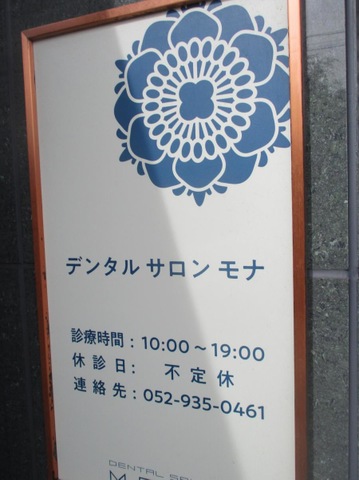 デンタル サロン モナ
診療時間 : 10:00～19:00
休 診 日 : 不 定 休
連 絡 先 : 052-935-0461
DENTAL